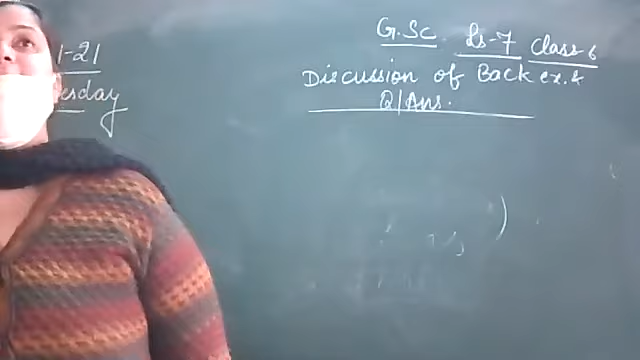 G.Sc. Ls-7 Class-6
1-21
Discussion of Back ex. &
esday
Q/Ans.